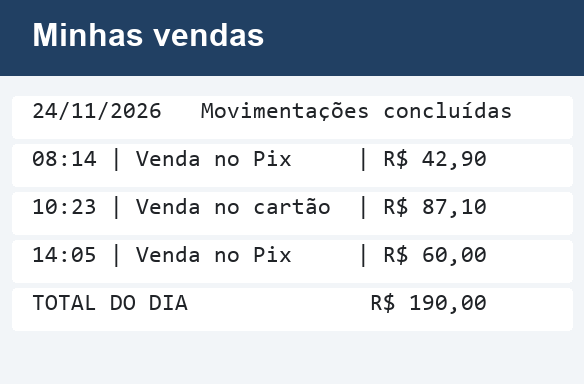 Minhas vendas
24/11/2026   Movimentações concluídas
08:14 | Venda no Pix     | R$ 42,90
10:23 | Venda no cartão  | R$ 87,10
14:05 | Venda no Pix     | R$ 60,00
TOTAL DO DIA              R$ 190,00